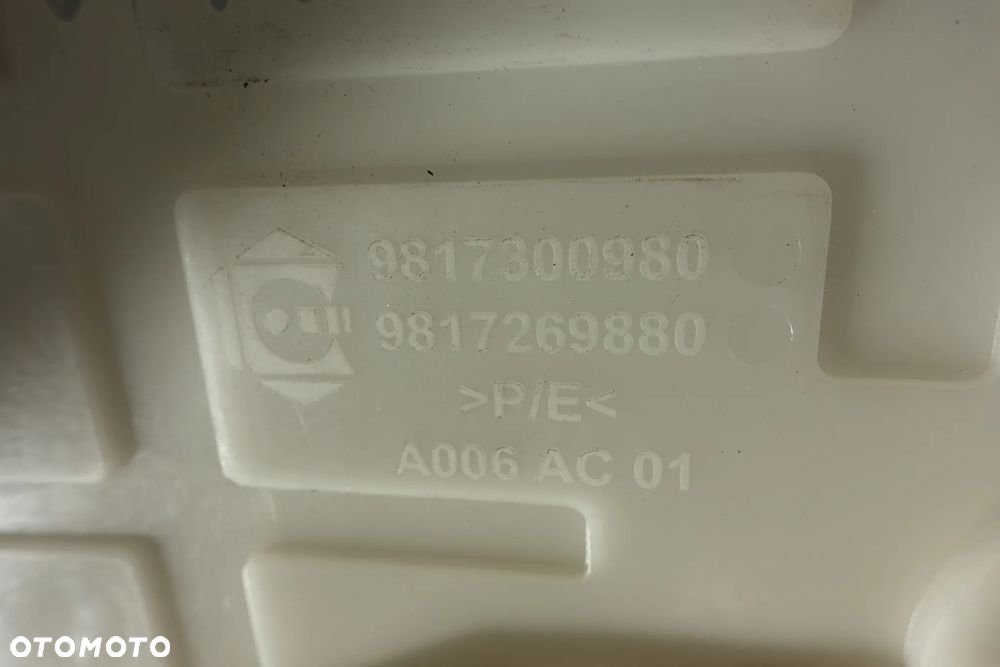 9817300980
9817269880
>P/E<
A006 AC 01
OTOMOTO